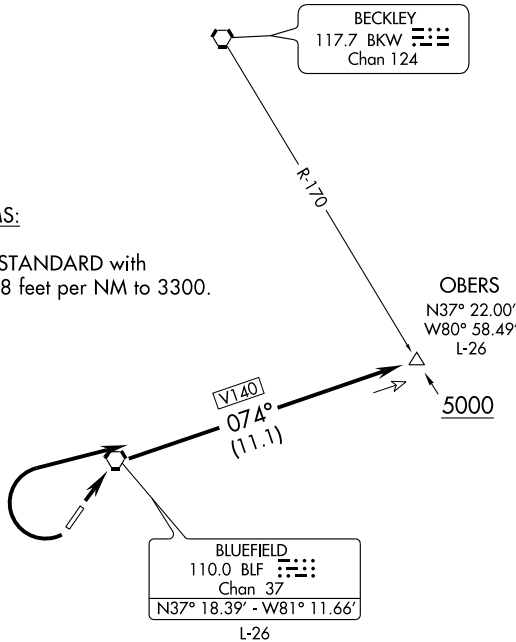 BECKLEY
117.7 BKW
Chan 124
R-170
STANDARD with
8 feet per NM to 3300.
OBERS
N37° 22.00'
W80° 58.49'
L-26
5000
V140
074°
(11.1)
BLUEFIELD
110.0 BLF
Chan 37
N37° 18.39' - W81° 11.66'
L-26